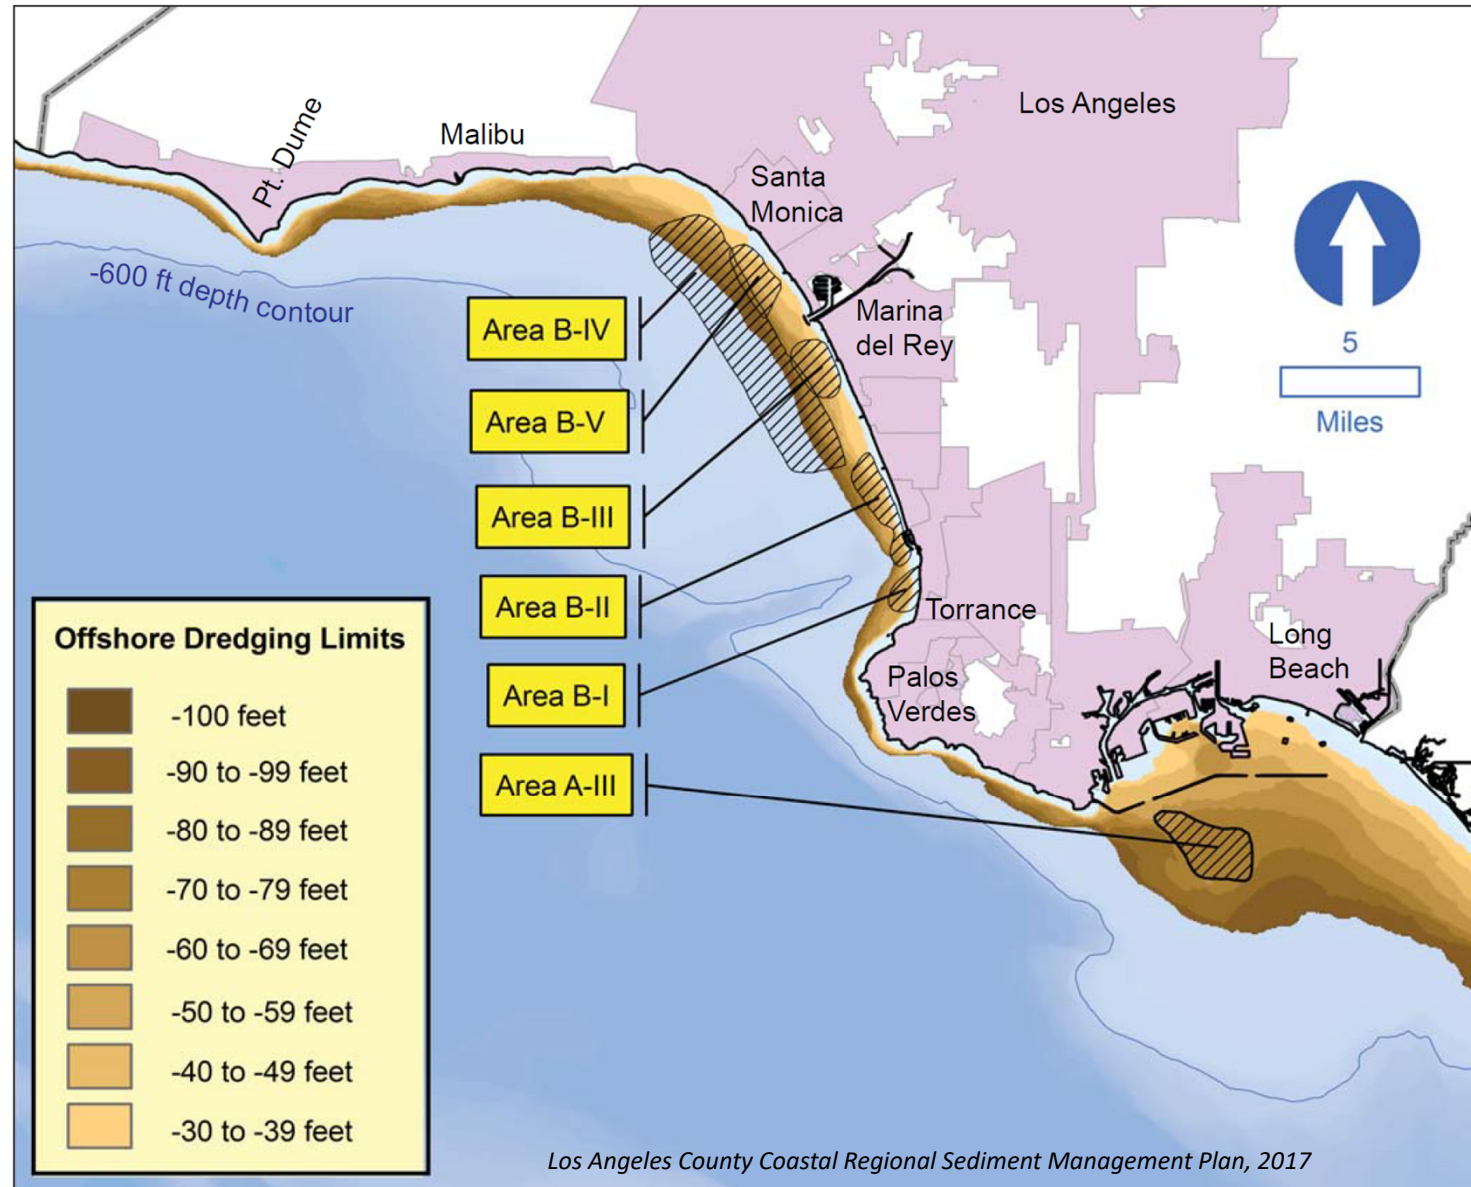 Los Angeles
Pt. Dume
Malibu
Santa
Monica
-600 ft depth contour
Marina
del Rey
5
Miles
Area B-IV
Area B-V
Area B-III
Area B-II
Area B-I
Area A-III
Torrance
Palos
Verdes
Long
Beach
Offshore Dredging Limits
-100 feet
-90 to -99 feet
-80 to -89 feet
-70 to -79 feet
-60 to -69 feet
-50 to -59 feet
-40 to -49 feet
-30 to -39 feet
Los Angeles County Coastal Regional Sediment Management Plan, 2017